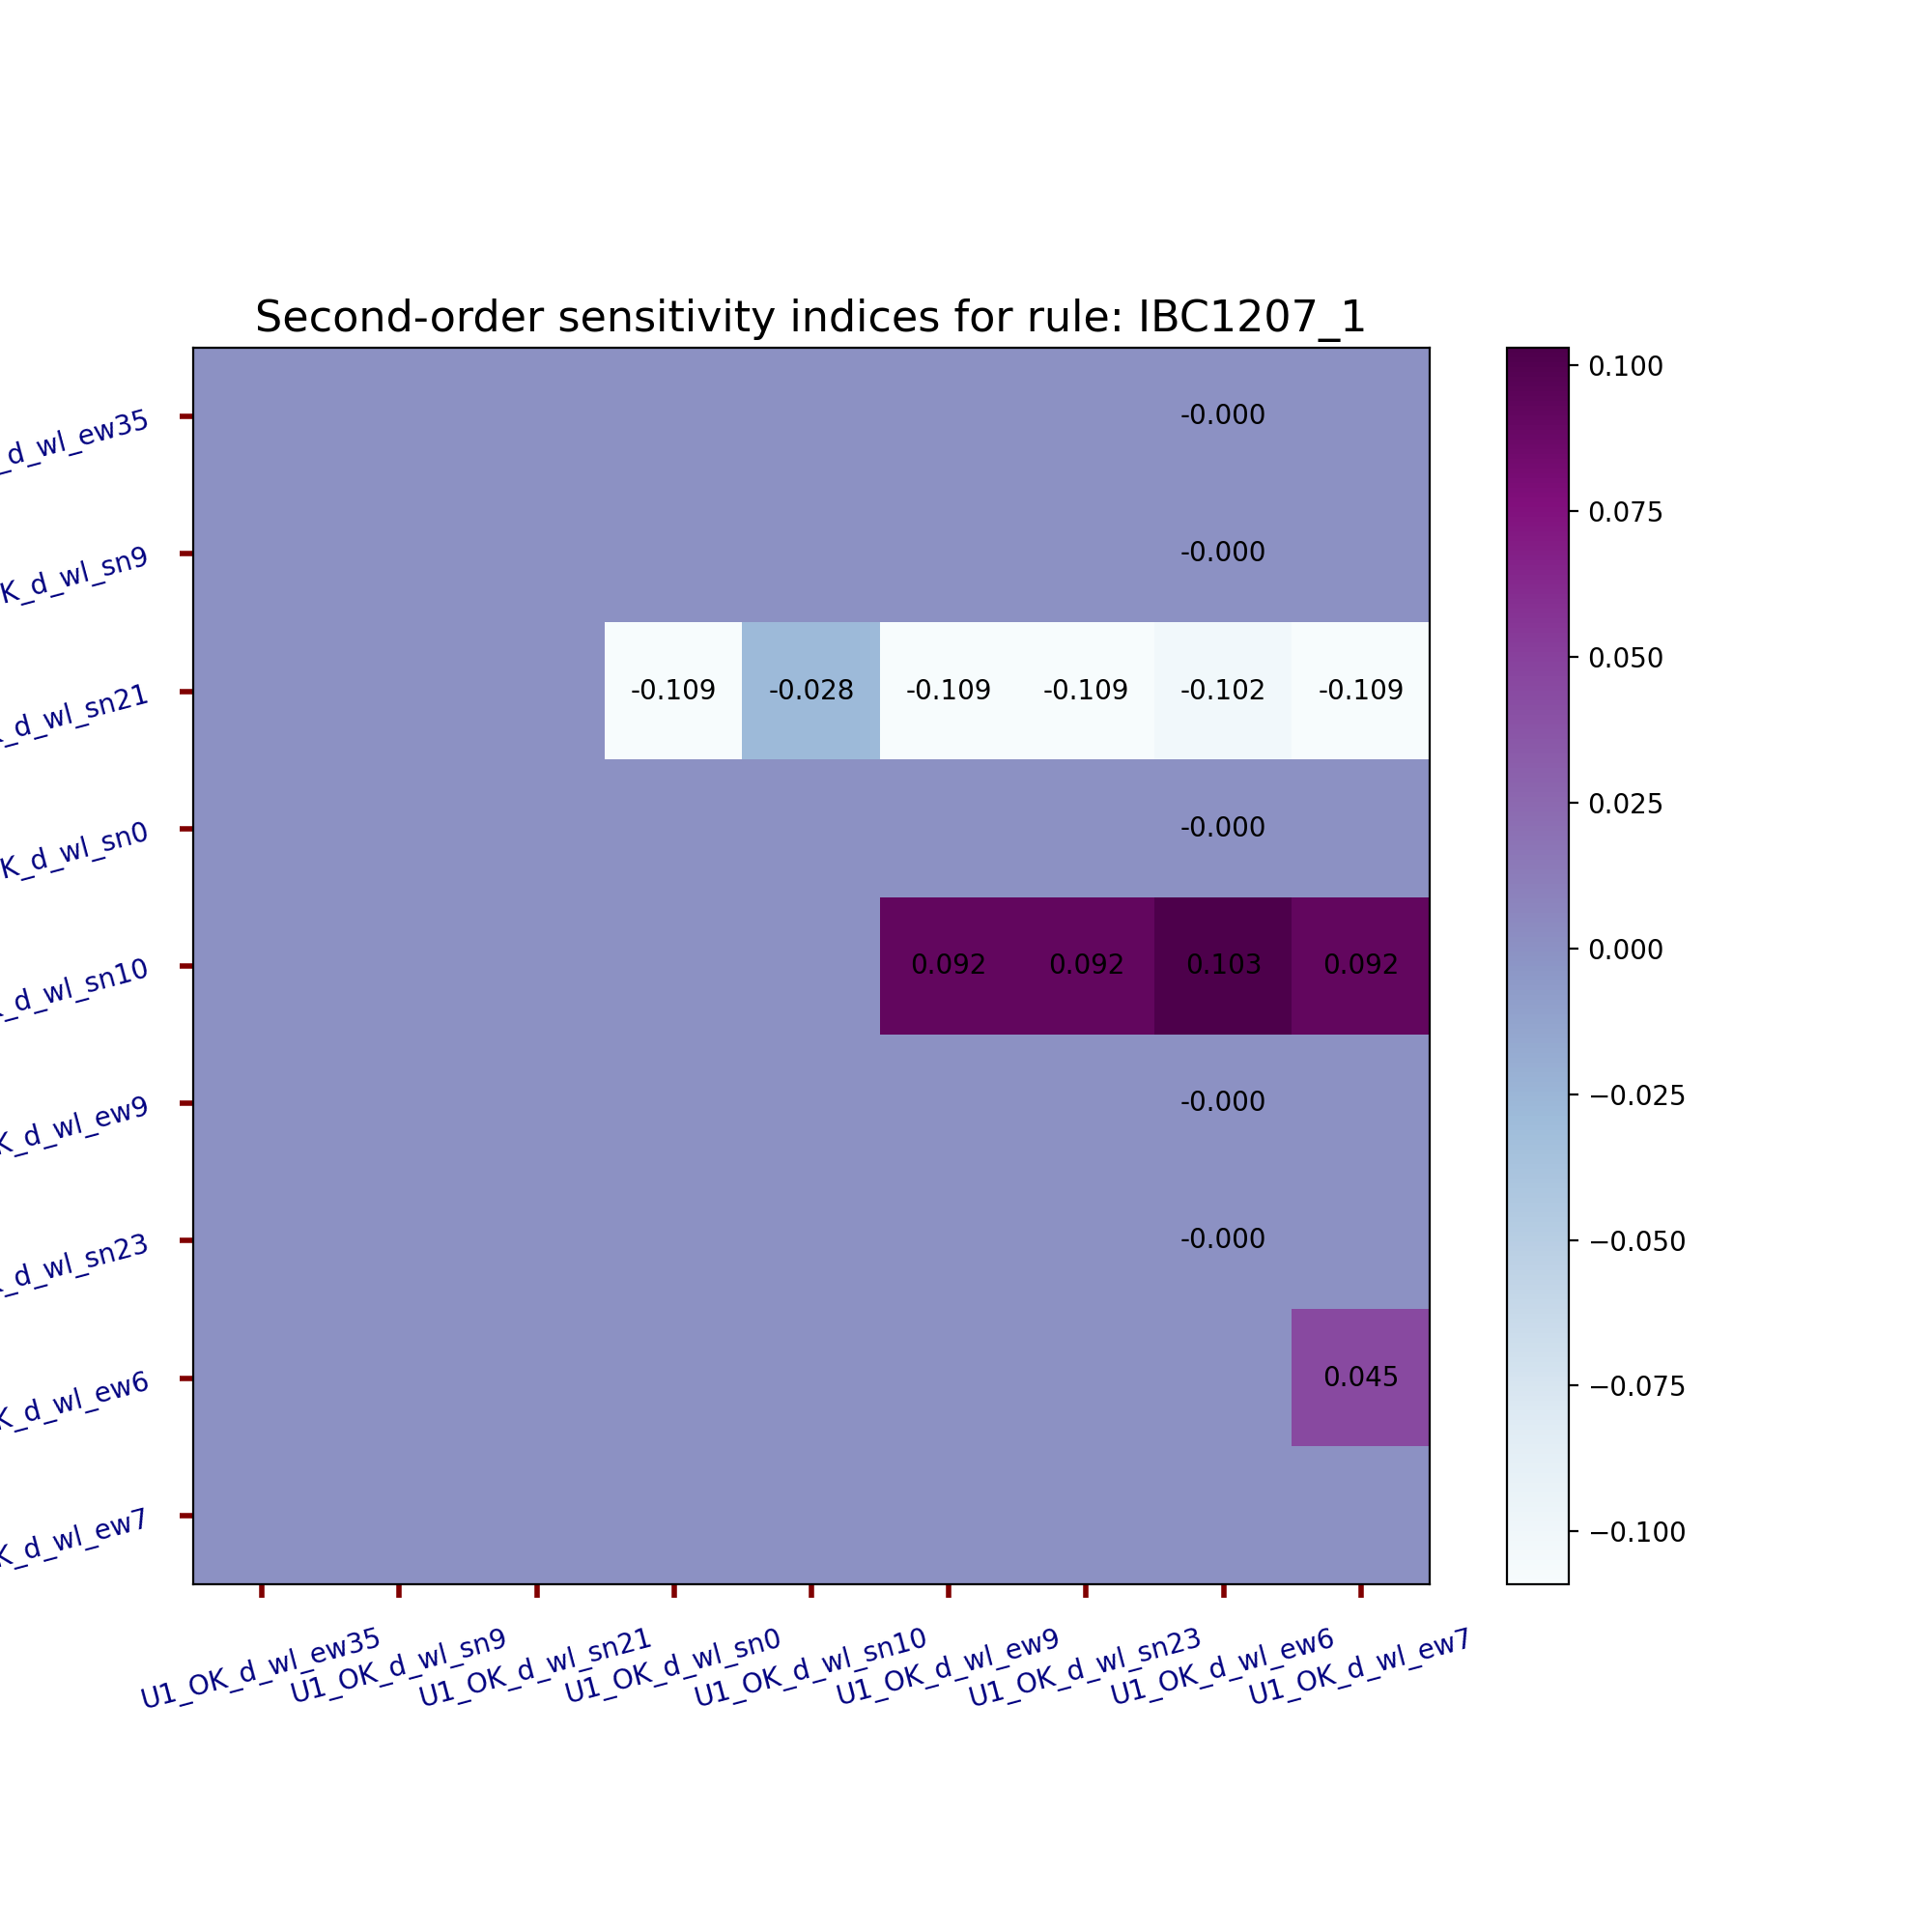 Second-order sensitivity indices for rule: IBC1207_1
_d_wl_ew35
-0.000
K_d_wl_sn9
-0.000
_d_wl_sn21
-0.109 -0.028 -0.109 -0.109 -0.102 -0.109
K_d_wl_sn0
-0.000
_d_wl_sn10
0.092 0.092 0.103 0.092
K_d_wl_ew9
-0.000
_d_wl_sn23
-0.000
K_d_wl_ew6
0.045
K_d_wl_ew7
U1_OK_d_wl_ew35
U1_OK_d_wl_sn9
U1_OK_d_wl_sn21
U1_OK_d_wl_sn0
U1_OK_d_wl_sn10
U1_OK_d_wl_ew9
U1_OK_d_wl_sn23
U1_OK_d_wl_ew6
U1_OK_d_wl_ew7
0.100
0.075
0.050
0.025
0.000
−0.025
−0.050
−0.075
−0.100